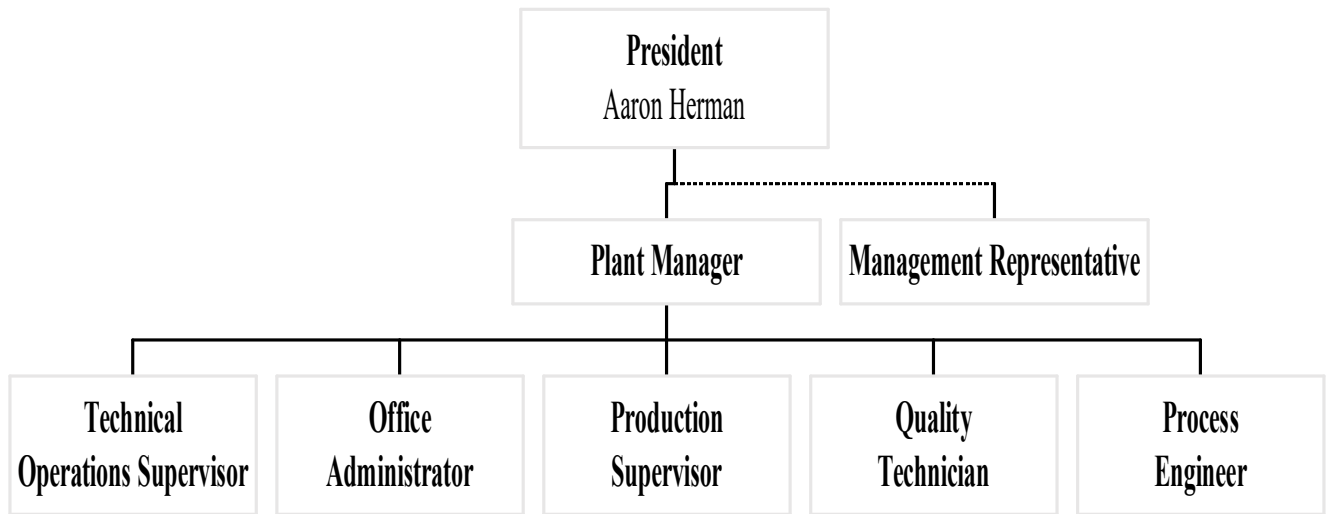 President
Aaron Herman
Plant Manager
Management Representative
Technical
Operations Supervisor
Office
Administrator
Production
Supervisor
Quality
Technician
Process
Engineer